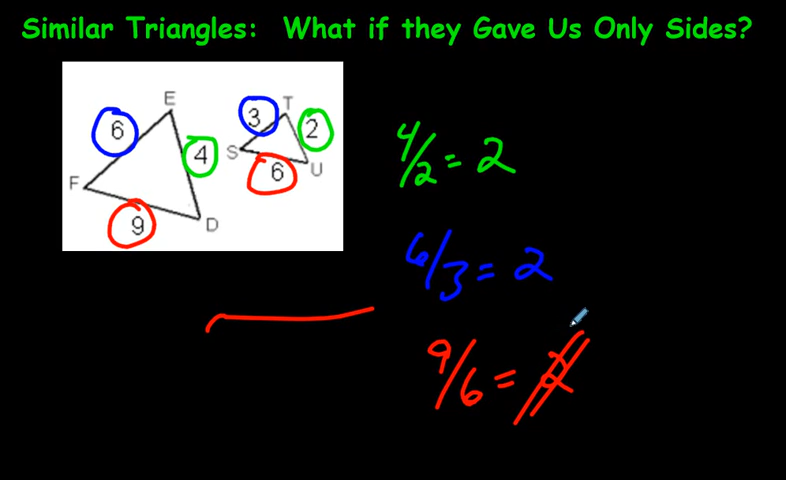 Similar Triangles: What if they Gave Us Only Sides?
E
6
4
F
9
D
T
3
2
S
6
U
4/2 = 2
6/3 = 2
9/6 = 2